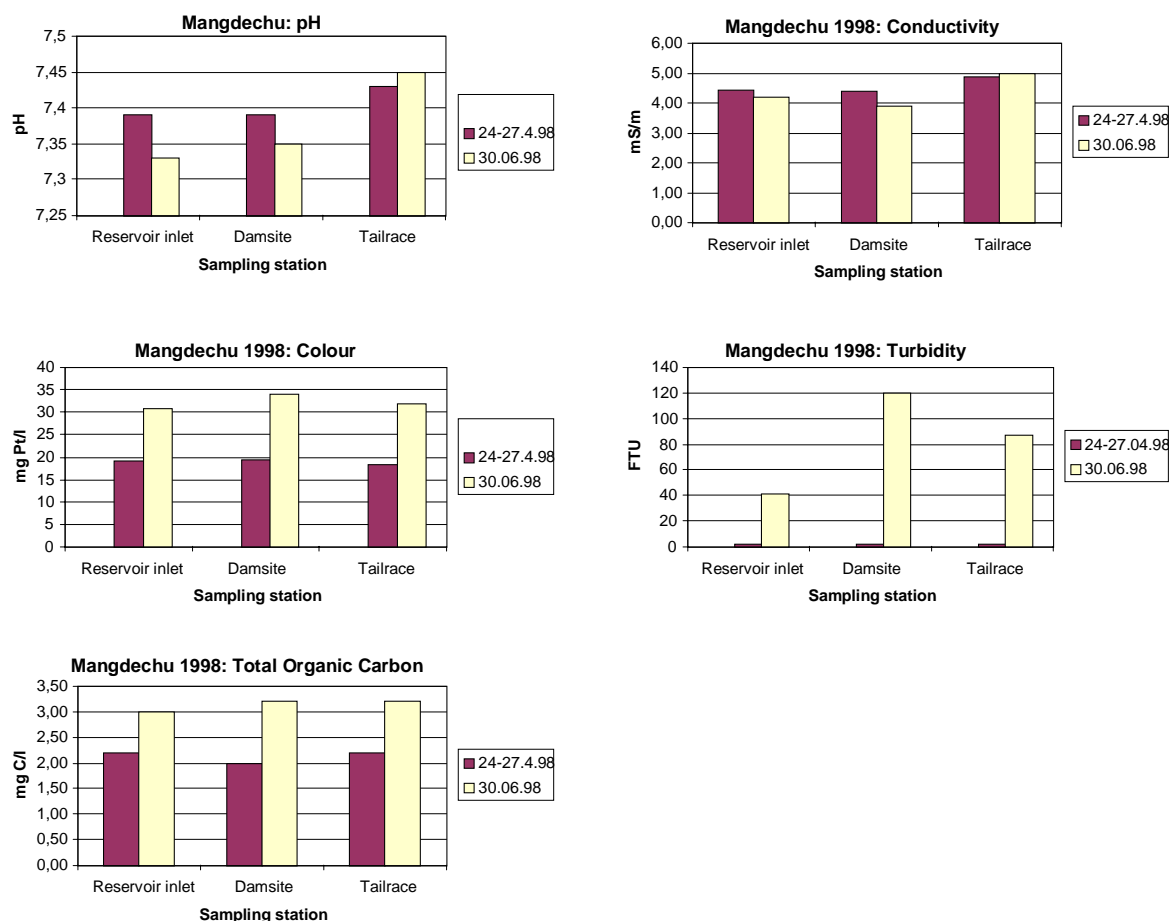 Mangdechu: pH
7,5
7,45
7,4
7,35
7,3
7,25
pH
Reservoir inlet Damsite Tailrace
Sampling station
24-27.4.98
30.06.98
Mangdechu 1998: Conductivity
6,00
5,00
4,00
3,00
2,00
1,00
0,00
mS/m
Reservoir inlet Damsite Tailrace
Sampling station
24-27.4.98
30.06.98
Mangdechu 1998: Colour
40
35
30
25
20
15
10
5
0
mg Pt/l
Reservoir inlet Damsite Tailrace
Sampling station
24-27.4.98
30.06.98
Mangdechu 1998: Turbidity
140
120
100
80
60
40
20
0
FTU
Reservoir inlet Damsite Tailrace
Sampling station
24-27.04.98
30.06.98
Mangdechu 1998: Total Organic Carbon
3,50
3,00
2,50
2,00
1,50
1,00
0,50
0,00
mg C/l
Reservoir inlet Damsite Tailrace
Sampling station
24-27.4.98
30.06.98